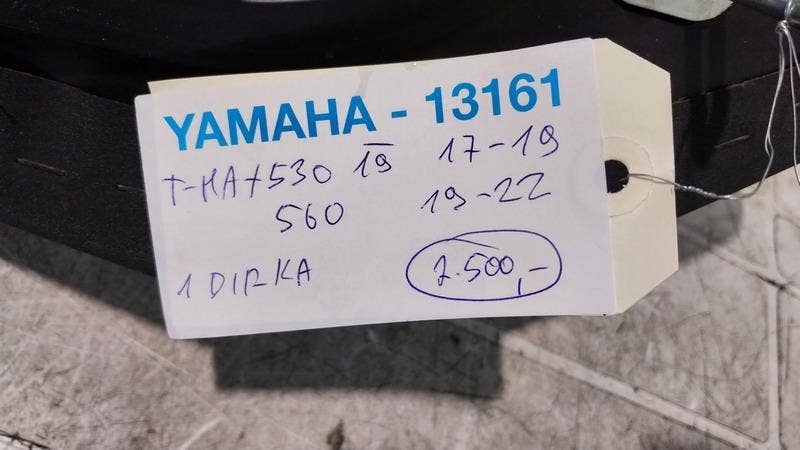 YAMAHA - 13161
T-MAX530 19 17-19
560 19-22
1 DIRKA 2.500,-